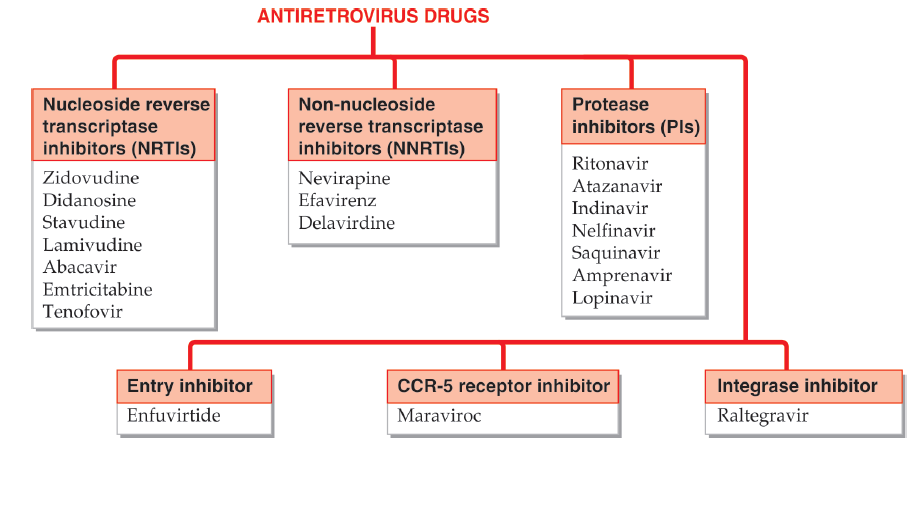 ANTIRETROVIRUS DRUGS
Nucleoside reverse
transcriptase
inhibitors (NRTIs)
Zidovudine
Didanosine
Stavudine
Lamivudine
Abacavir
Emtricitabine
Tenofovir
Non-nucleoside
reverse transcriptase
inhibitors (NNRTIs)
Nevirapine
Efavirenz
Delavirdine
Protease
inhibitors (PIs)
Ritonavir
Atazanavir
Indinavir
Nelfinavir
Saquinavir
Amprenavir
Lopinavir
Entry inhibitor
Enfuvirtide
CCR-5 receptor inhibitor
Maraviroc
Integrase inhibitor
Raltegravir